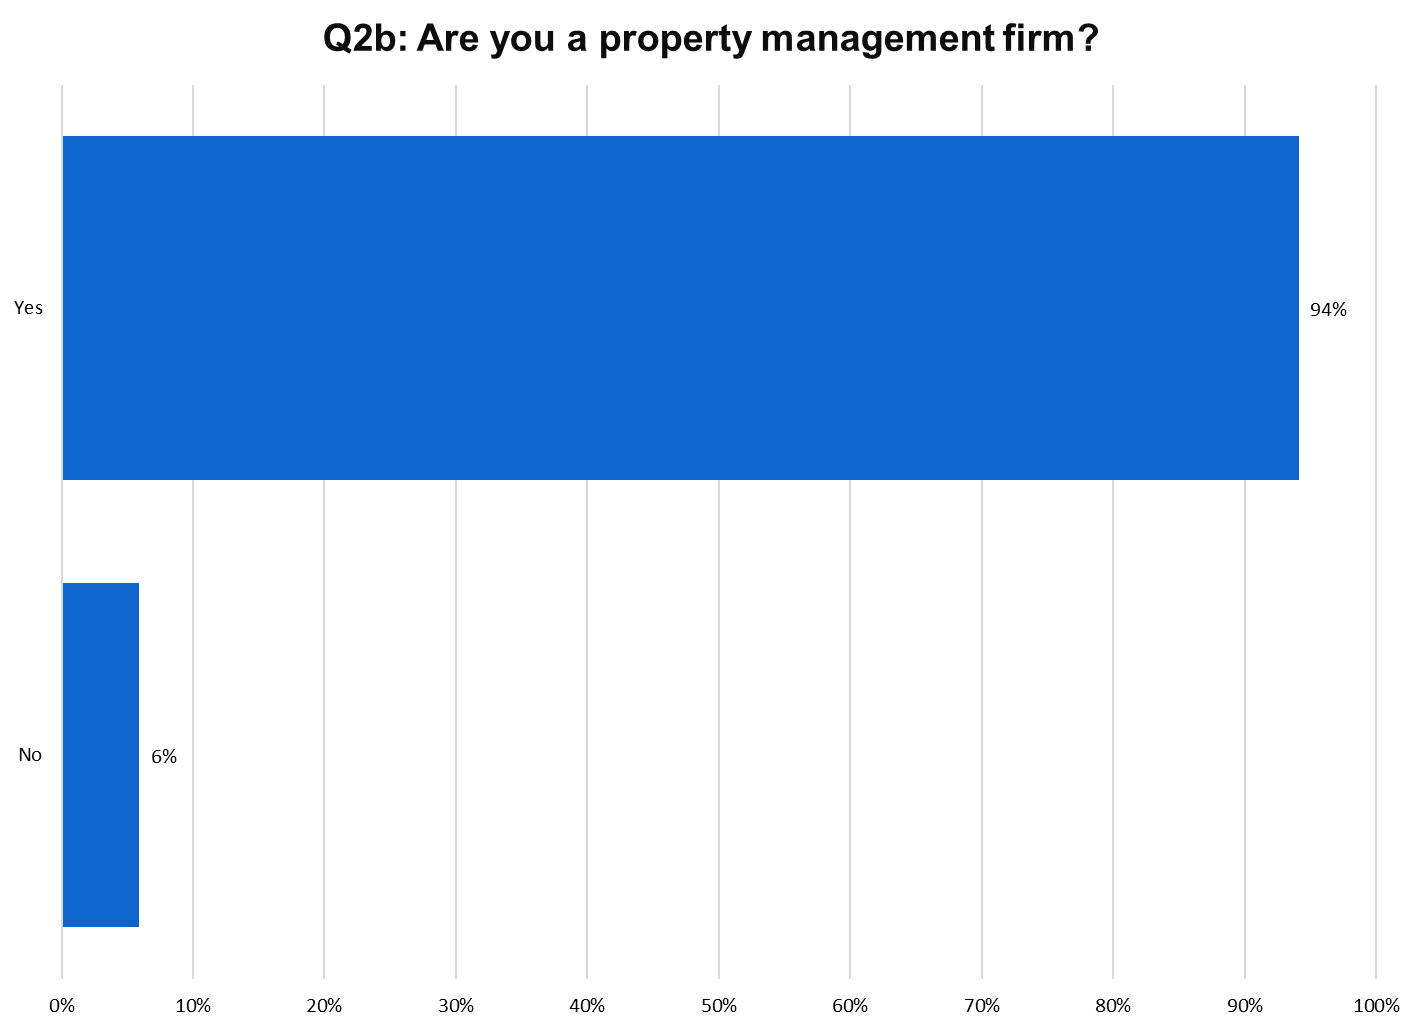 Q2b: Are you a property management firm?
Yes
94%
No
6%
0% 10% 20% 30% 40% 50% 60% 70% 80% 90% 100%